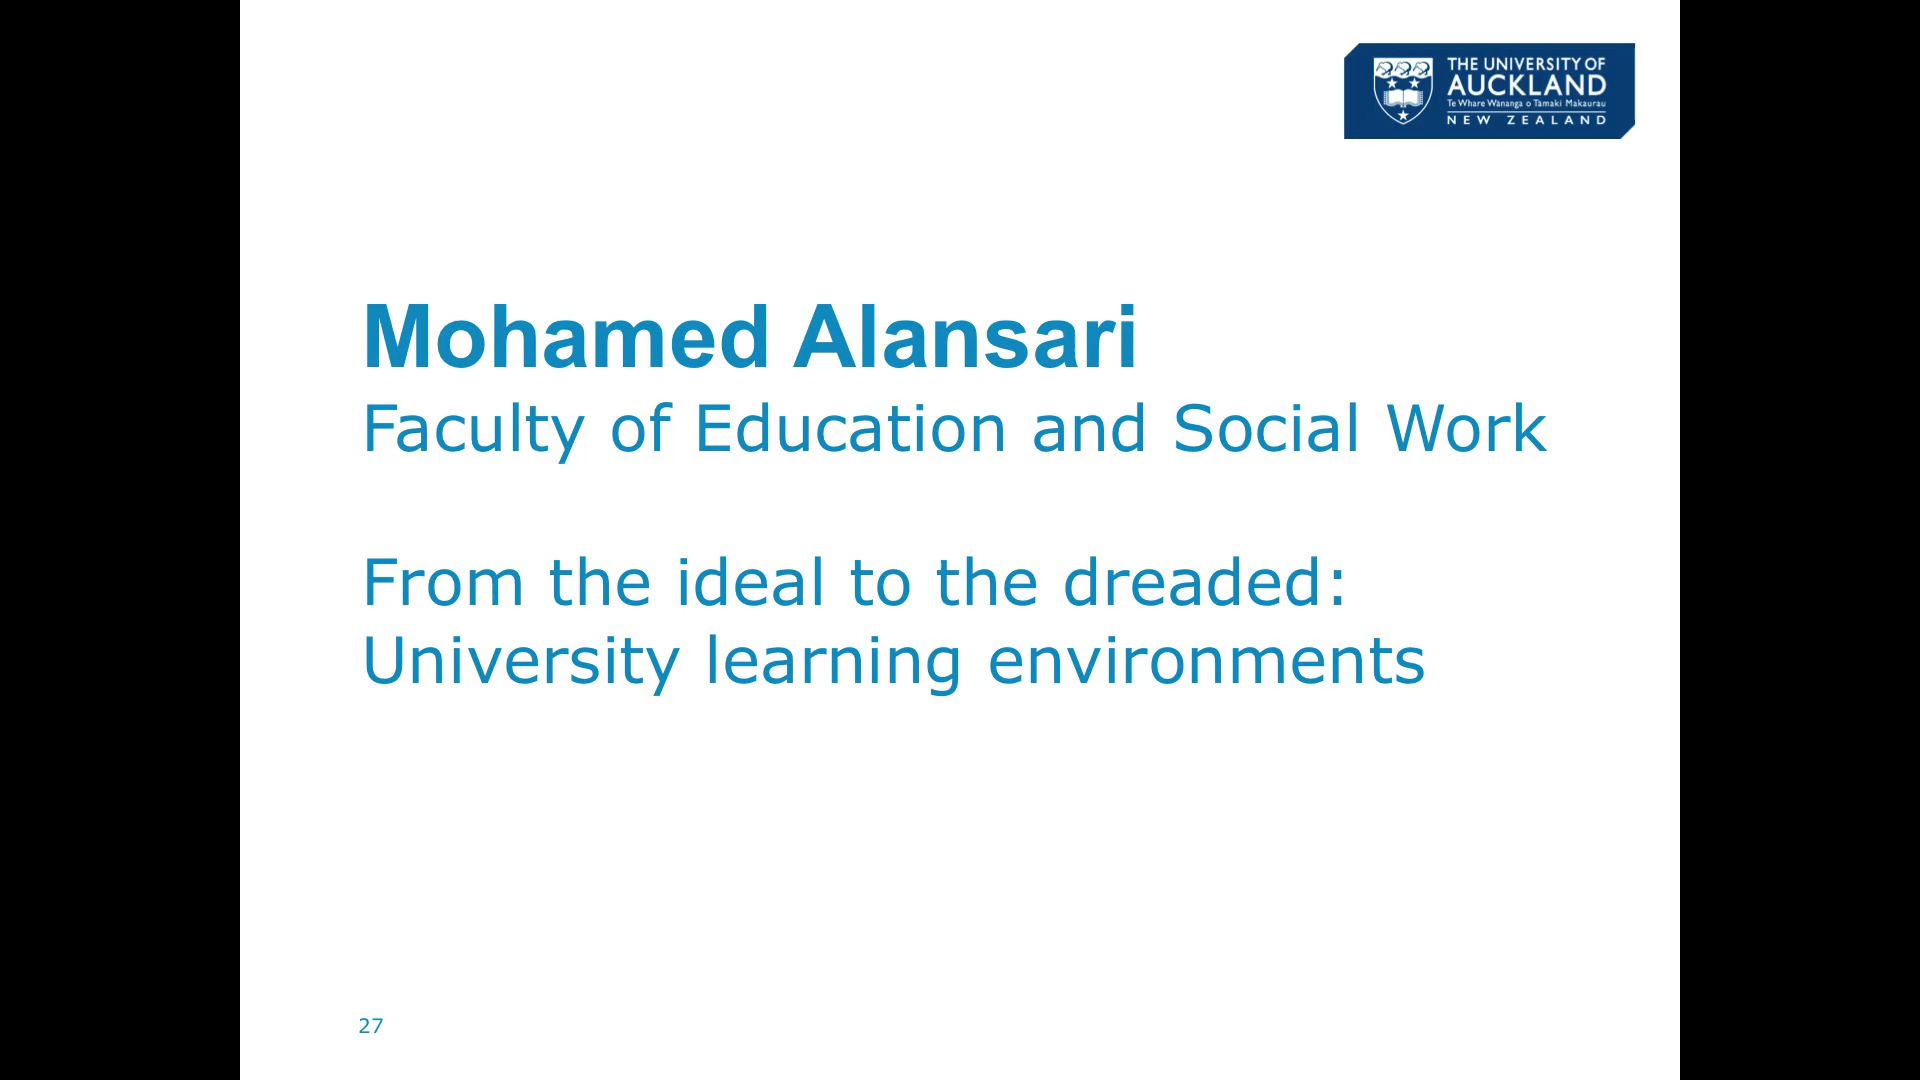 THE UNIVERSITY OF
AUCKLAND
Te Whare Wānanga o Tāmaki Makaurau
NEW ZEALAND
Mohamed Alansari
Faculty of Education and Social Work
From the ideal to the dreaded:
University learning environments
27